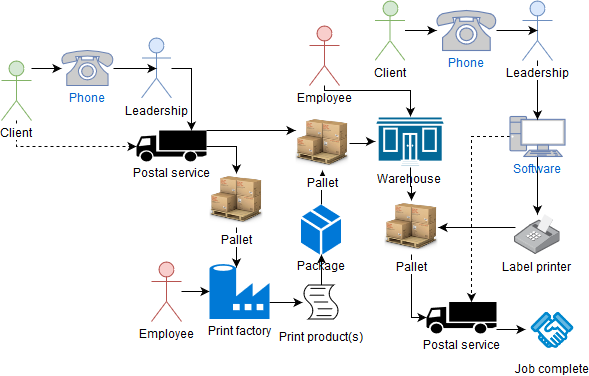 Client
Phone
Leadership
Employee
Client
Phone
Leadership
Postal service
Pallet
Warehouse
Software
Pallet
Package
Pallet
Label printer
Employee
Print factory
Print product(s)
Postal service
Job complete